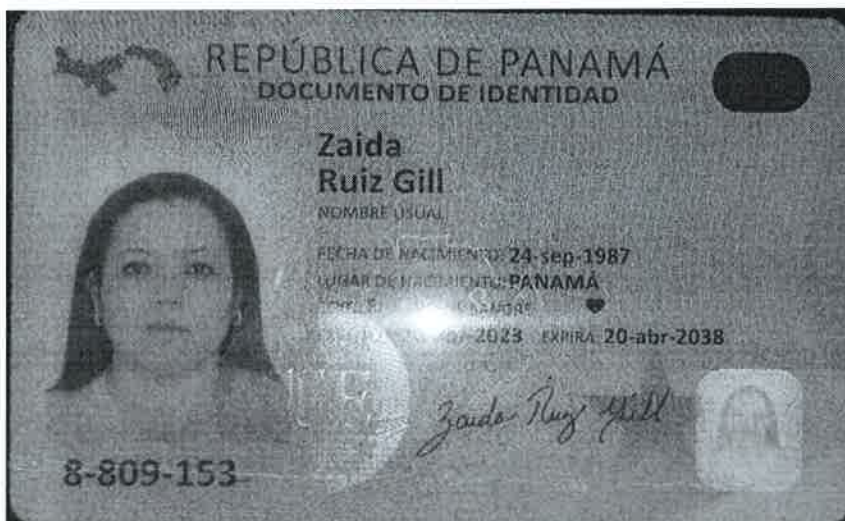 REPÚBLICA DE PANAMÁ
DOCUMENTO DE IDENTIDAD
Zaida
Ruiz Gill
NOMBRE USUAL
FECHA DE NACIMIENTO: 24-sep-1987
LUGAR DE NACIMIENTO: PANAMÁ
-2023 EXPIRA: 20-abr-2038
Zaida Ruiz Gill
8-809-153